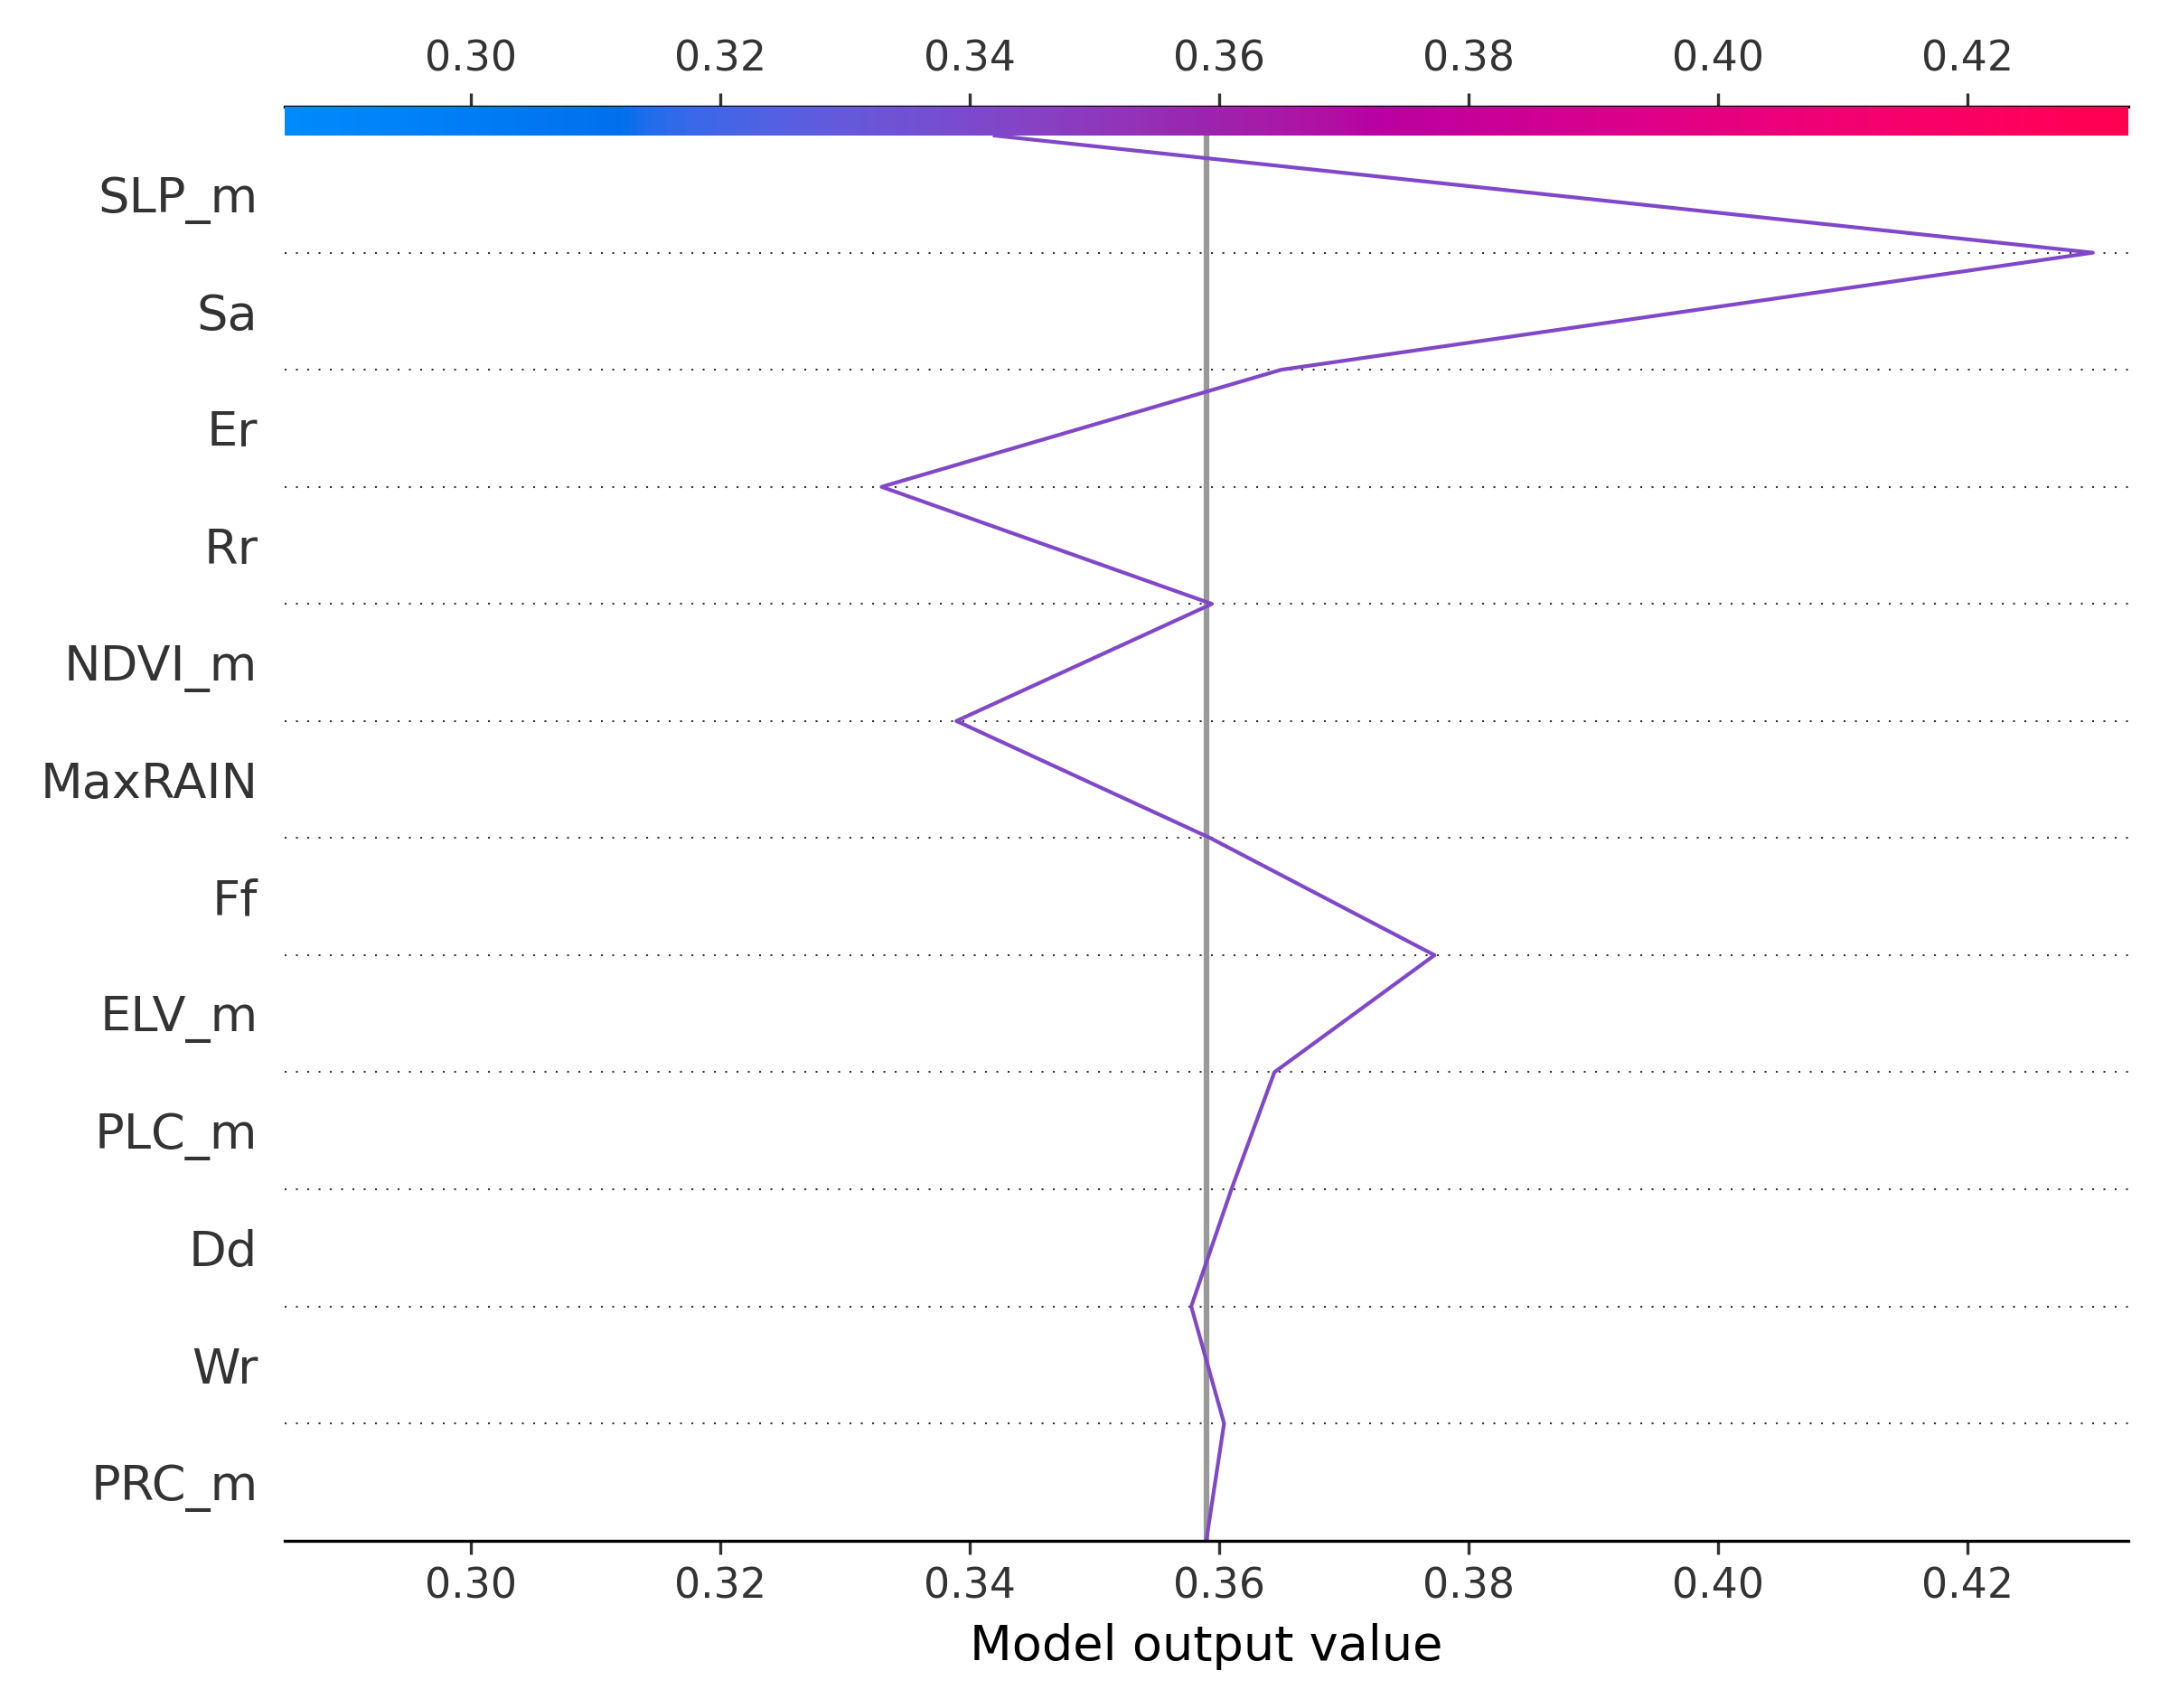 0.30 0.32 0.34 0.36 0.38 0.40 0.42
SLP_m
Sa
Er
Rr
NDVI_m
MaxRAIN
Ff
ELV_m
PLC_m
Dd
Wr
PRC_m
0.30 0.32 0.34 0.36 0.38 0.40 0.42
Model output value